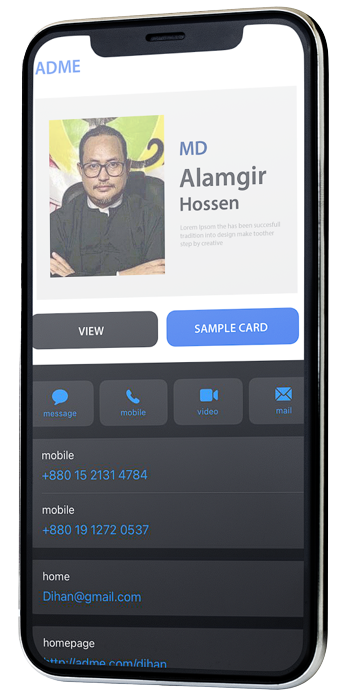 ADME
MD
Alamgir
Hossen
Lorem Ipsum the has been succesfull
tradition into design make toother
step by creative
VIEW
SAMPLE CARD
message
mobile
video
mail
mobile
+880 15 2131 4784
mobile
+880 19 1272 0537
home
Dihan@gmail.com
homepage
http://adme.com/dihan